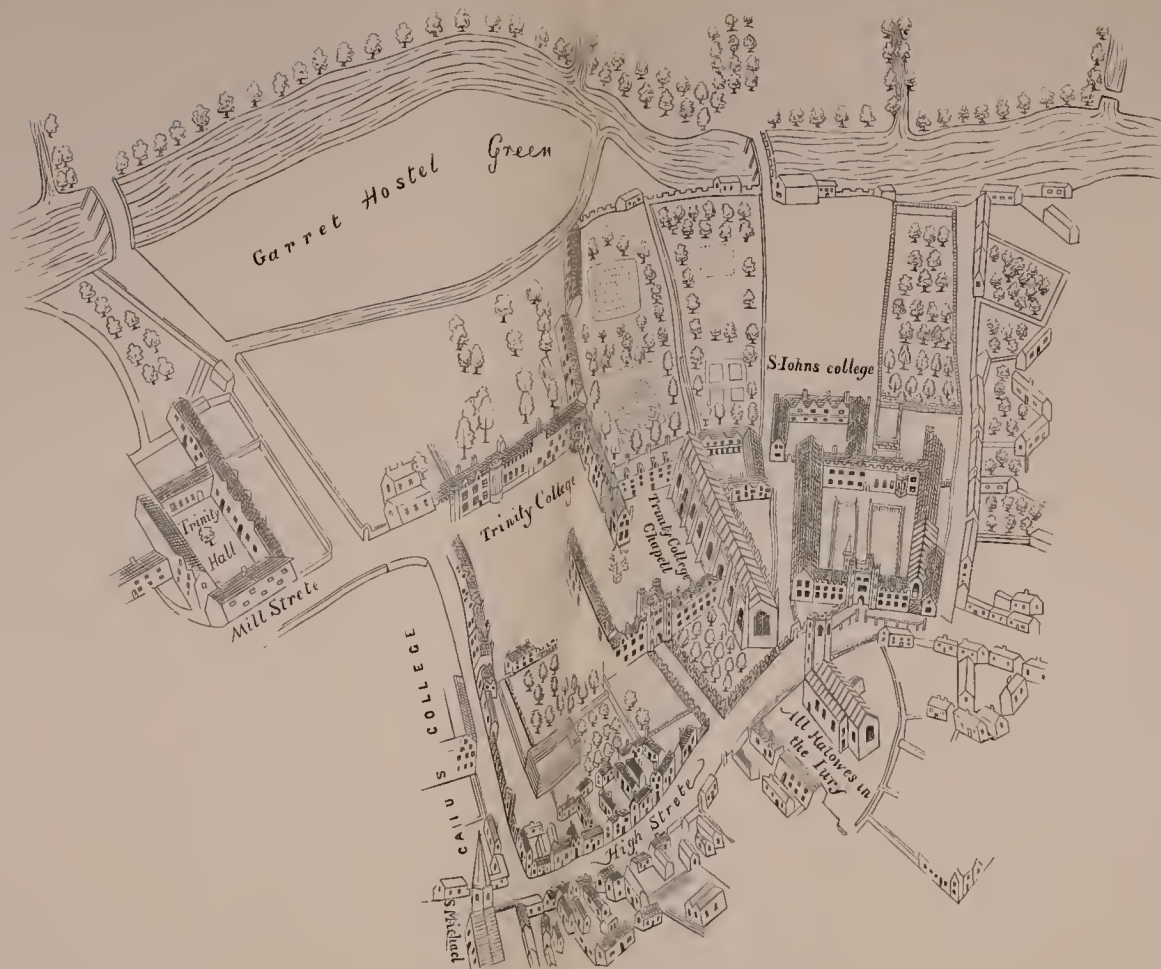 Garret Hostel Green
S Iohns college
Trinity College
Trinity College
Chapell
Trinity
Hall
Mill Strete
CAIUS COLLEGE
All Halowes in
the Iurf
High Strete
S Michael